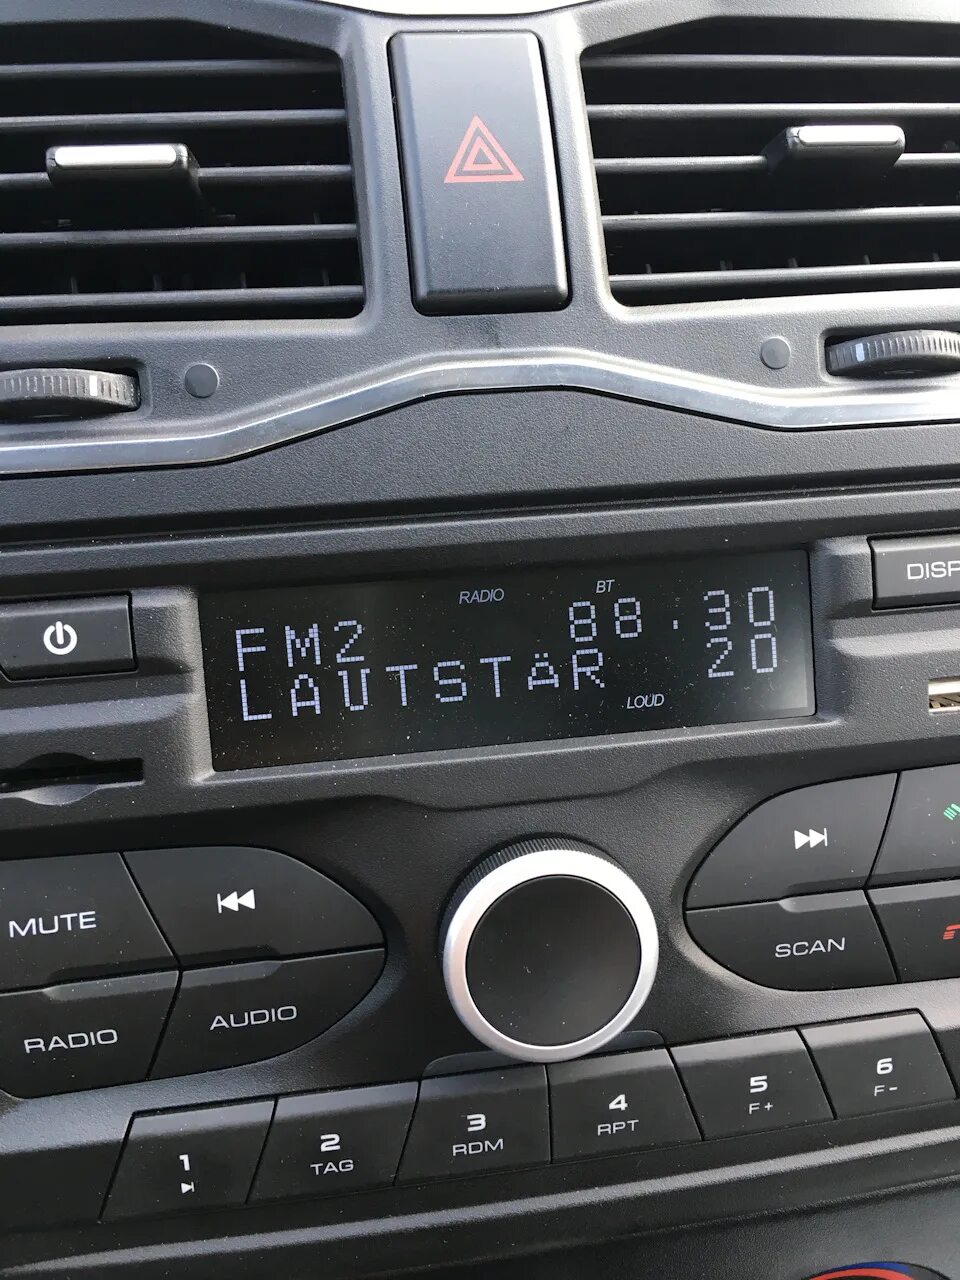 DISP
RADIO BT
FM2 88.30
LAUTSTÄR 20
LOUD
MUTE
SCAN
RADIO
AUDIO
1
2
TAG
3
RDM
4
RPT
5
F+
6
F-